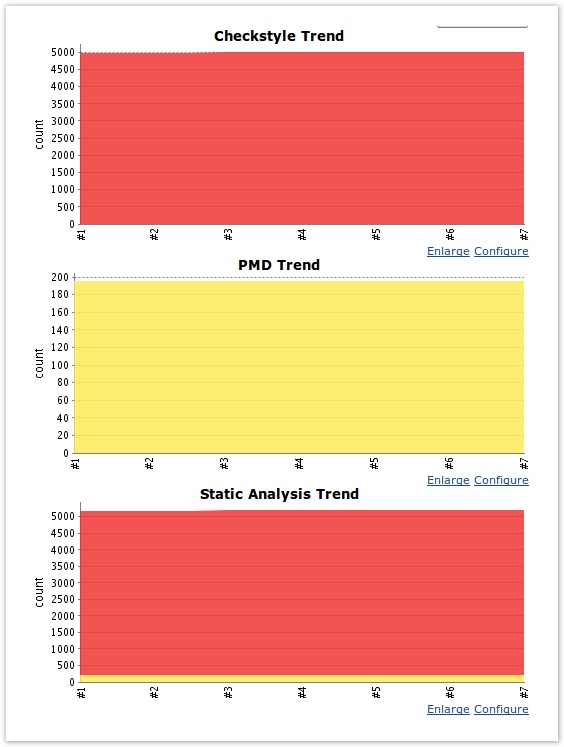 Checkstyle Trend
5000
4500
4000
3500
3000
2500
2000
1500
1000
500
0
count
#1 #2 #3 #4 #5 #6 #7
Enlarge Configure
PMD Trend
200
180
160
140
120
100
80
60
40
20
0
count
#1 #2 #3 #4 #5 #6 #7
Enlarge Configure
Static Analysis Trend
5000
4500
4000
3500
3000
2500
2000
1500
1000
500
0
count
#1 #2 #3 #4 #5 #6 #7
Enlarge Configure